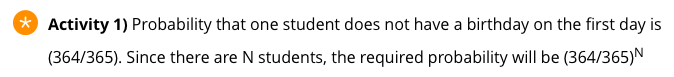 Activity 1) Probability that one student does not have a birthday on the first day is
(364/365). Since there are N students, the required probability will be (364/365)ᴺ